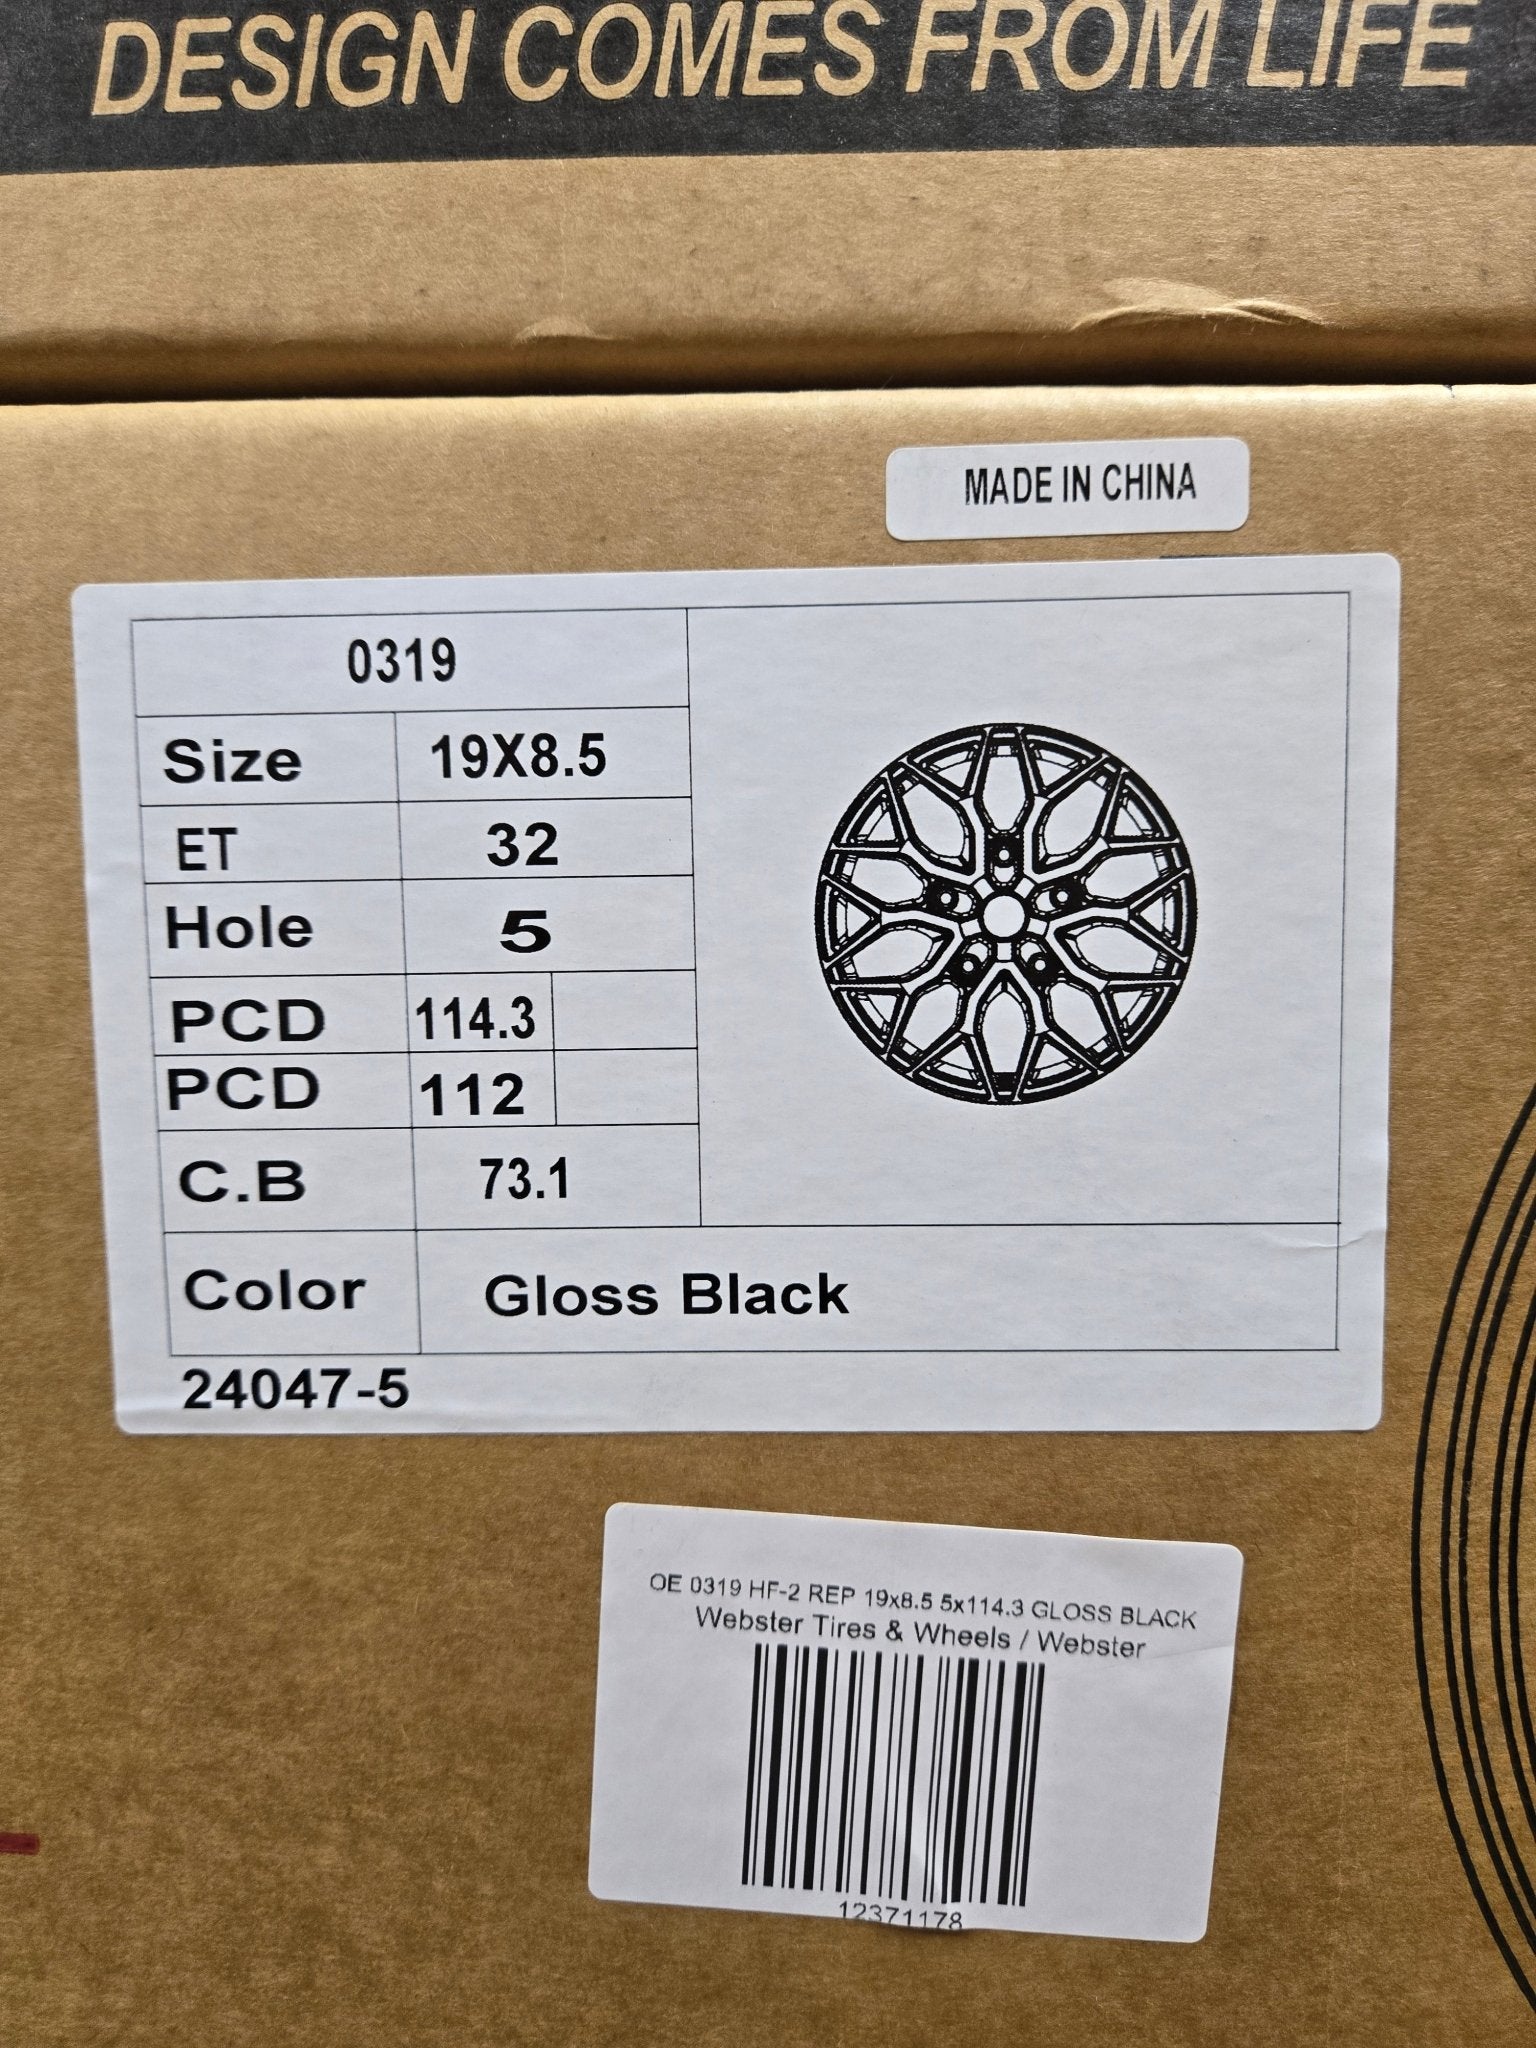 DESIGN COMES FROM LIFE
MADE IN CHINA
0319
Size 19X8.5
ET 32
Hole 5
PCD 114.3
PCD 112
C.B 73.1
Color Gloss Black
24047-5
OE 0319 HF-2 REP 19x8.5 5x114.3 GLOSS BLACK
Webster Tires & Wheels / Webster
12371178